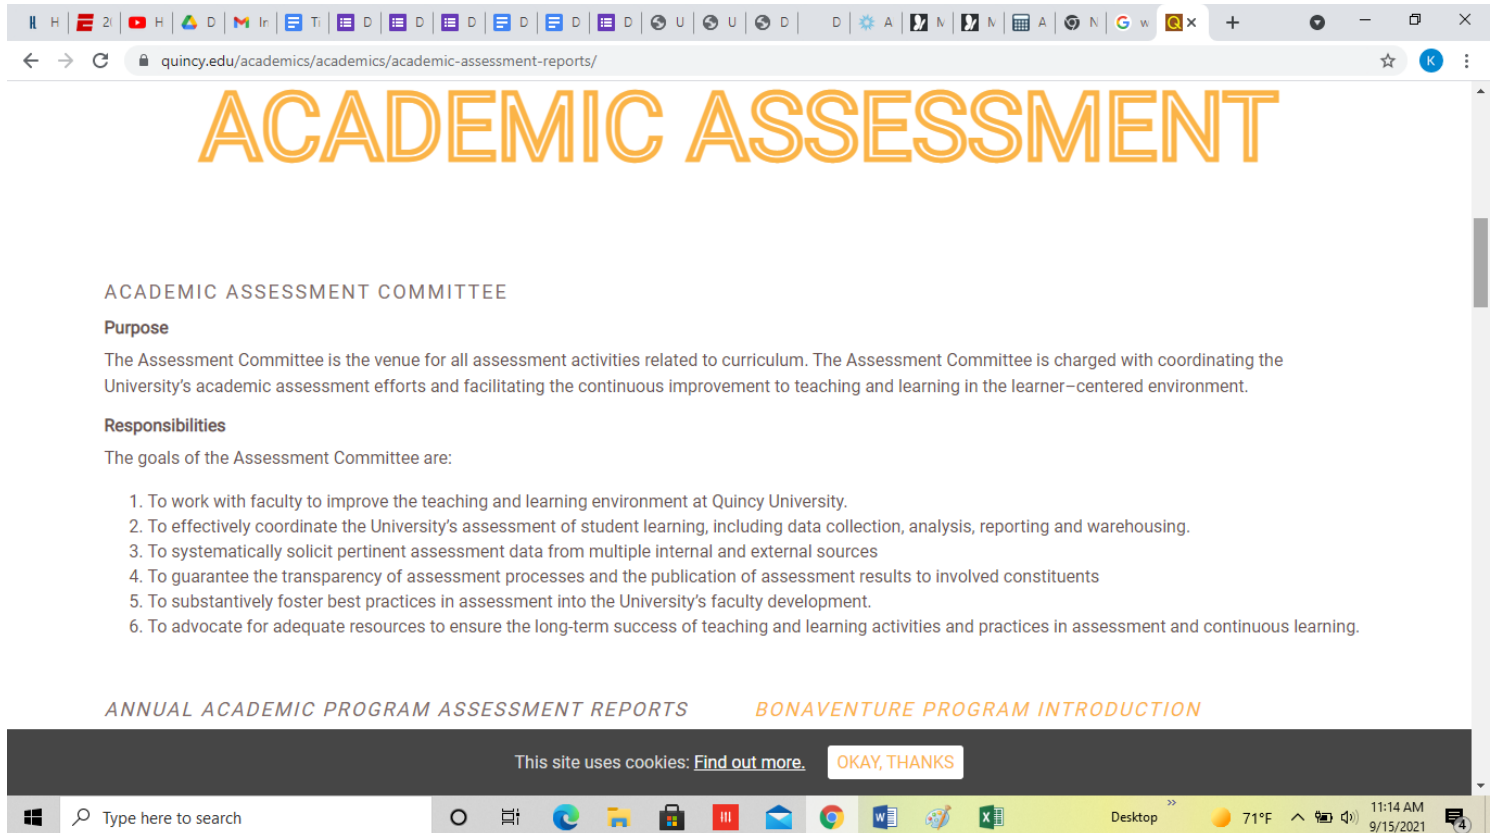 H 2( H D In Ti D D D D D D U U D D A M M A N w
quincy.edu/academics/academics/academic-assessment-reports/ K
ACADEMIC ASSESSMENT
ACADEMIC ASSESSMENT COMMITTEE
Purpose
The Assessment Committee is the venue for all assessment activities related to curriculum. The Assessment Committee is charged with coordinating the
University's academic assessment efforts and facilitating the continuous improvement to teaching and learning in the learner–centered environment.
Responsibilities
The goals of the Assessment Committee are:
1. To work with faculty to improve the teaching and learning environment at Quincy University.
2. To effectively coordinate the University's assessment of student learning, including data collection, analysis, reporting and warehousing.
3. To systematically solicit pertinent assessment data from multiple internal and external sources
4. To guarantee the transparency of assessment processes and the publication of assessment results to involved constituents
5. To substantively foster best practices in assessment into the University's faculty development.
6. To advocate for adequate resources to ensure the long-term success of teaching and learning activities and practices in assessment and continuous learning.
ANNUAL ACADEMIC PROGRAM ASSESSMENT REPORTS BONAVENTURE PROGRAM INTRODUCTION
This site uses cookies: Find out more. OKAY, THANKS
Type here to search Desktop 71°F 11:14 AM
9/15/2021 4